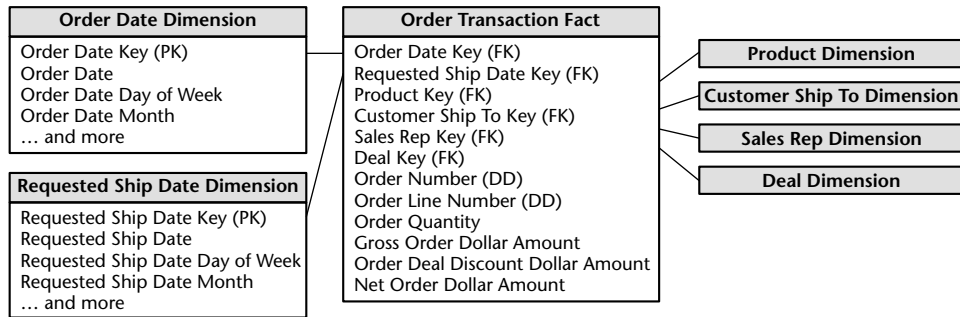 Order Date Dimension
Order Date Key (PK)
Order Date
Order Date Day of Week
Order Date Month
… and more
Requested Ship Date Dimension
Requested Ship Date Key (PK)
Requested Ship Date
Requested Ship Date Day of Week
Requested Ship Date Month
… and more
Order Transaction Fact
Order Date Key (FK)
Requested Ship Date Key (FK)
Product Key (FK)
Customer Ship To Key (FK)
Sales Rep Key (FK)
Deal Key (FK)
Order Number (DD)
Order Line Number (DD)
Order Quantity
Gross Order Dollar Amount
Order Deal Discount Dollar Amount
Net Order Dollar Amount
Product Dimension
Customer Ship To Dimension
Sales Rep Dimension
Deal Dimension